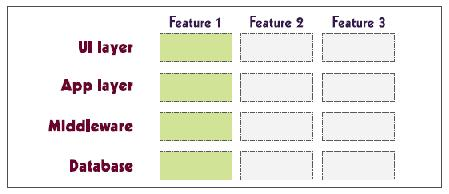 Feature 1 Feature 2 Feature 3
UI layer
App layer
Middleware
Database